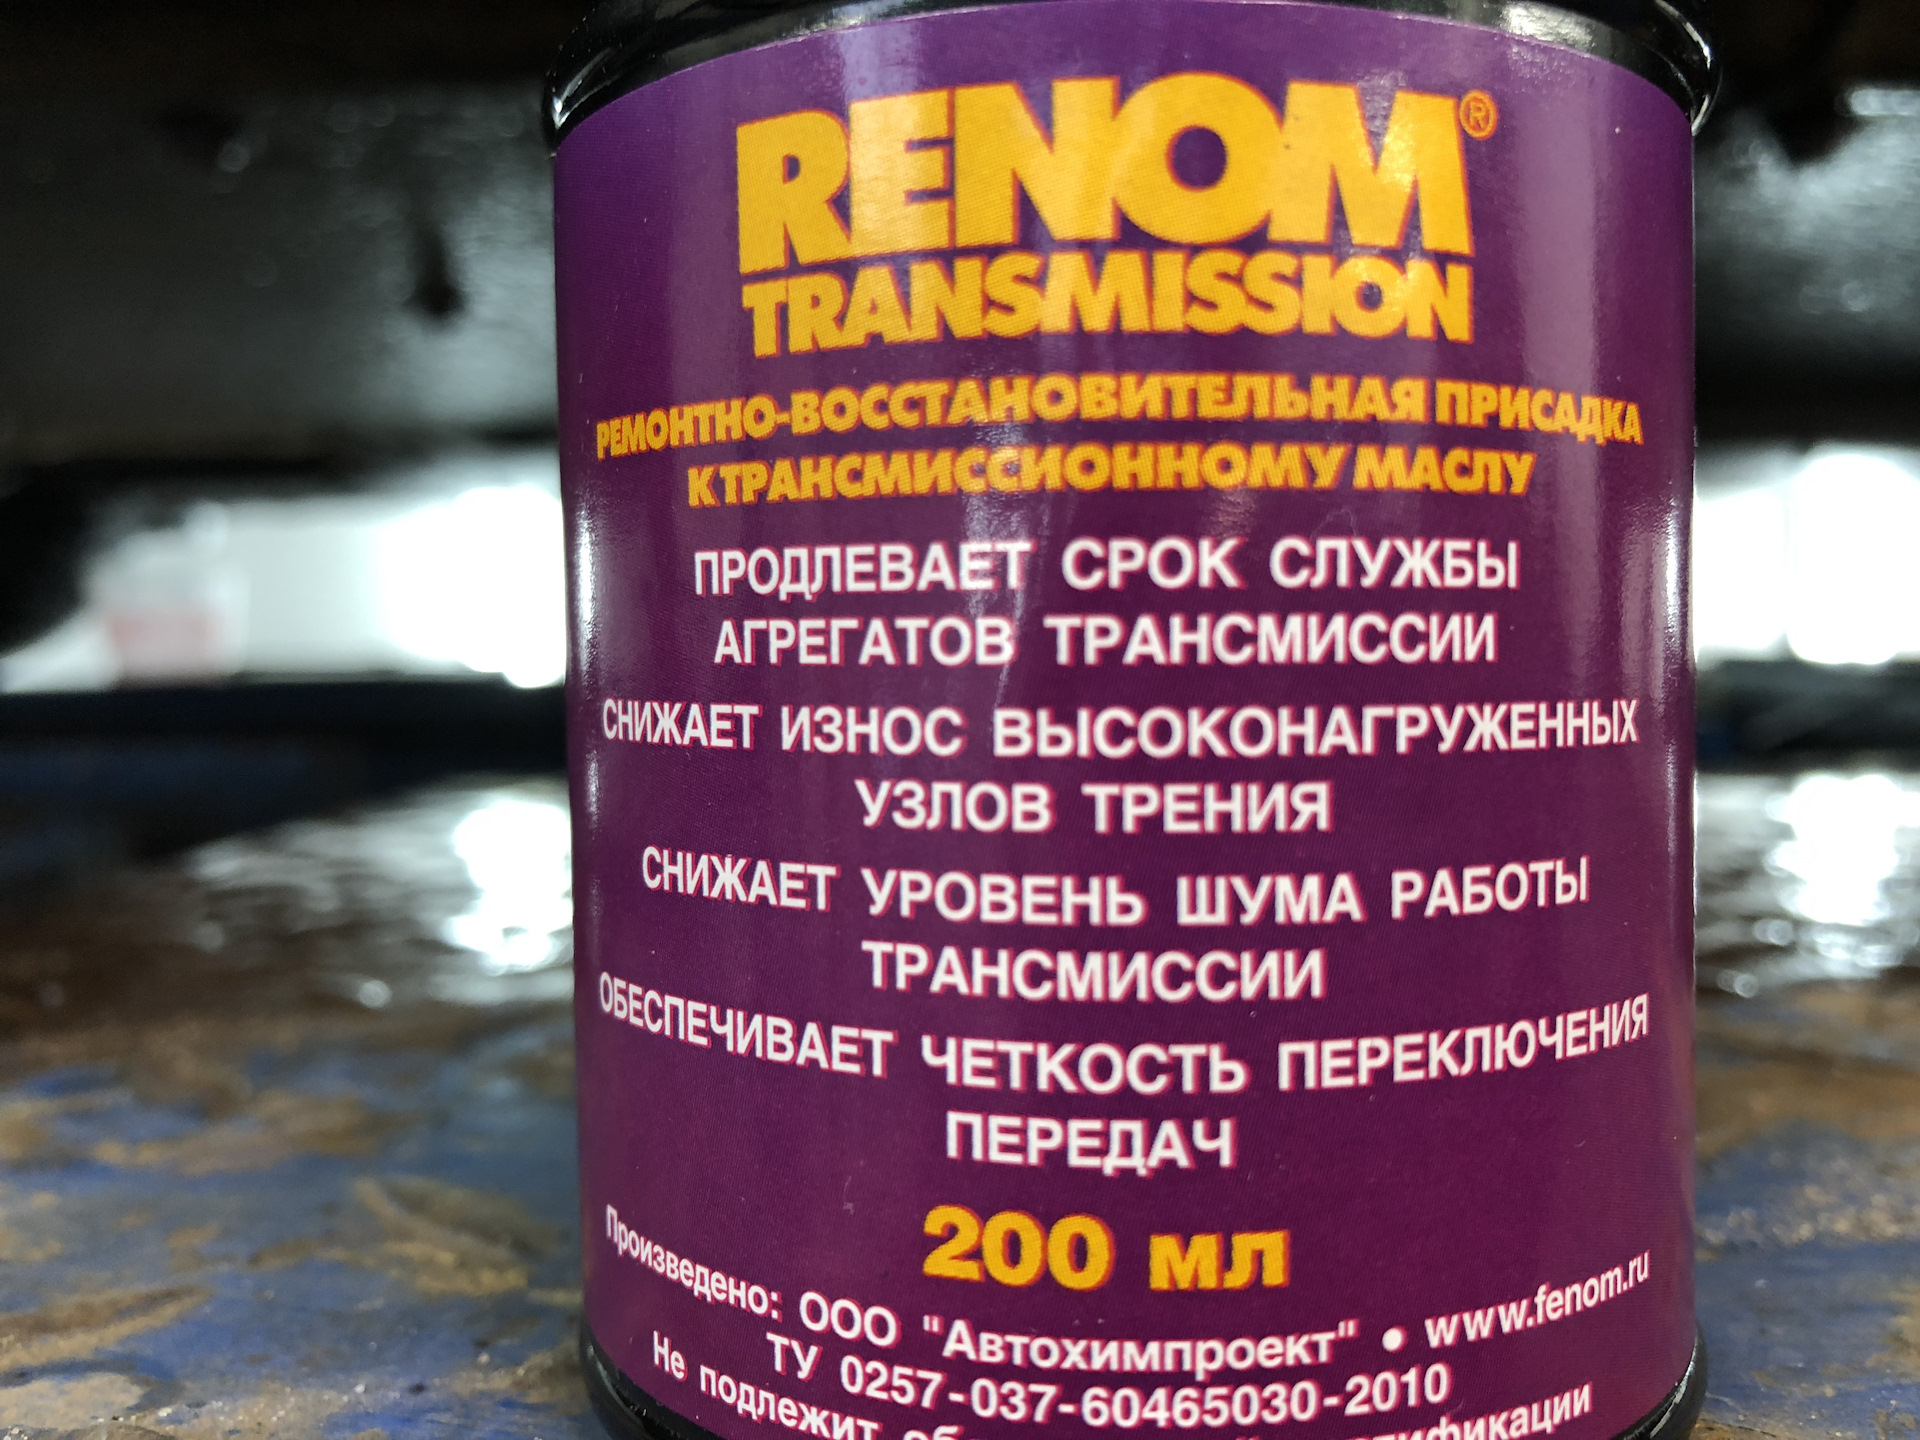 RENOM®
TRANSMISSION
РЕМОНТНО-ВОССТАНОВИТЕЛЬНАЯ ПРИСАДКА
К ТРАНСМИССИОННОМУ МАСЛУ
ПРОДЛЕВАЕТ СРОК СЛУЖБЫ
АГРЕГАТОВ ТРАНСМИССИИ
СНИЖАЕТ ИЗНОС ВЫСОКОНАГРУЖЕННЫХ
УЗЛОВ ТРЕНИЯ
СНИЖАЕТ УРОВЕНЬ ШУМА РАБОТЫ
ТРАНСМИССИИ
ОБЕСПЕЧИВАЕТ ЧЕТКОСТЬ ПЕРЕКЛЮЧЕНИЯ
ПЕРЕДАЧ
200 мл
Произведено: ООО "Автохимпроект" • www.fenom.ru
ТУ 0257-037-60465030-2010
Не подлежит